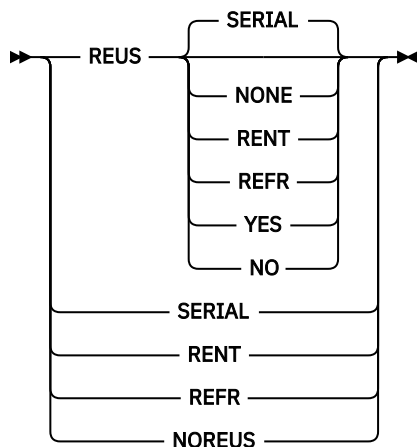 SERIAL
REUS
NONE
RENT
REFR
YES
NO
SERIAL
RENT
REFR
NOREUS